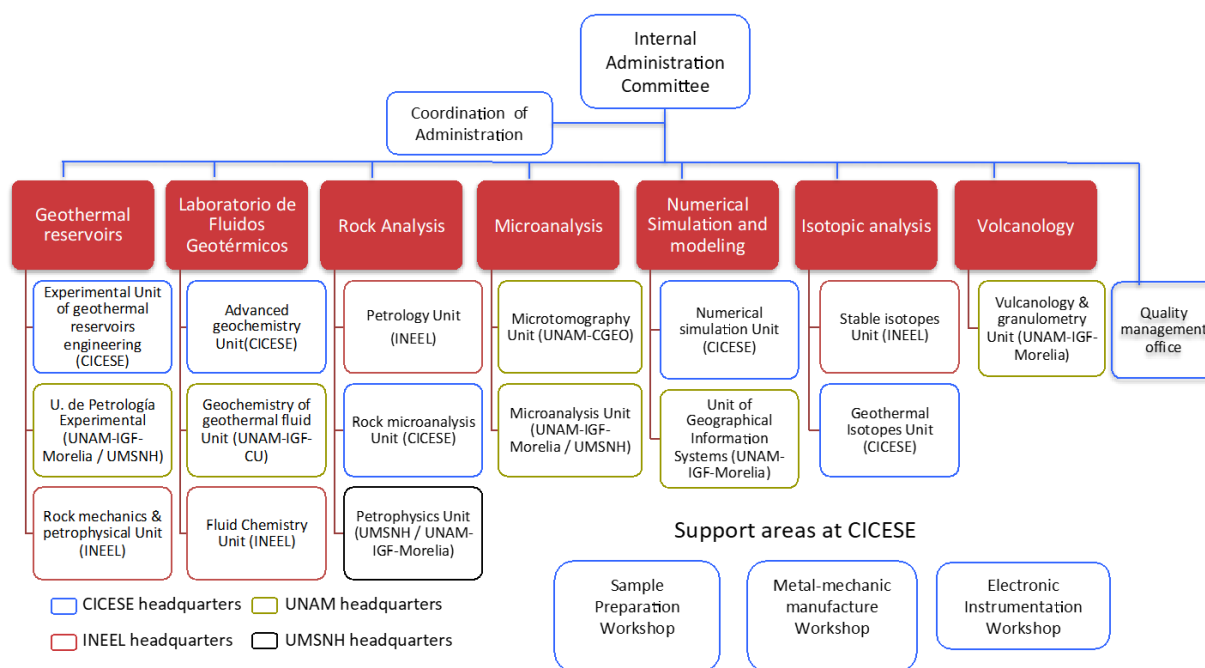 Internal
Administration
Committee
Coordination of
Administration
Geothermal
reservoirs
Laboratorio de
Fluidos
Geotérmicos
Rock Analysis
Microanalysis
Numerical
Simulation and
modeling
Isotopic analysis
Volcanology
Experimental Unit
of geothermal
reservoirs
engineering
(CICESE)
Advanced
geochemistry
Unit(CICESE)
Petrology Unit
(INEEL)
Microtomography
Unit (UNAM-CGEO)
Numerical
simulation Unit
(CICESE)
Stable isotopes
Unit (INEEL)
Vulcanology &
granulometry
Unit (UNAM-IGF-
Morelia)
Quality
management
office
U. de Petrología
Experimental
(UNAM-IGF-
Morelia / UMSNH)
Geochemistry of
geothermal fluid
Unit (UNAM-IGF-
CU)
Rock microanalysis
Unit (CICESE)
Microanalysis Unit
(UNAM-IGF-
Morelia / UMSNH)
Unit of
Geographical
Information
Systems (UNAM-
IGF-Morelia)
Geothermal
Isotopes Unit
(CICESE)
Rock mechanics &
petrophysical Unit
(INEEL)
Fluid Chemistry
Unit (INEEL)
Petrophysics Unit
(UMSNH / UNAM-
IGF-Morelia)
Support areas at CICESE
Sample
Preparation
Workshop
Metal-mechanic
manufacture
Workshop
Electronic
Instrumentation
Workshop
CICESE headquarters
UNAM headquarters
INEEL headquarters
UMSNH headquarters